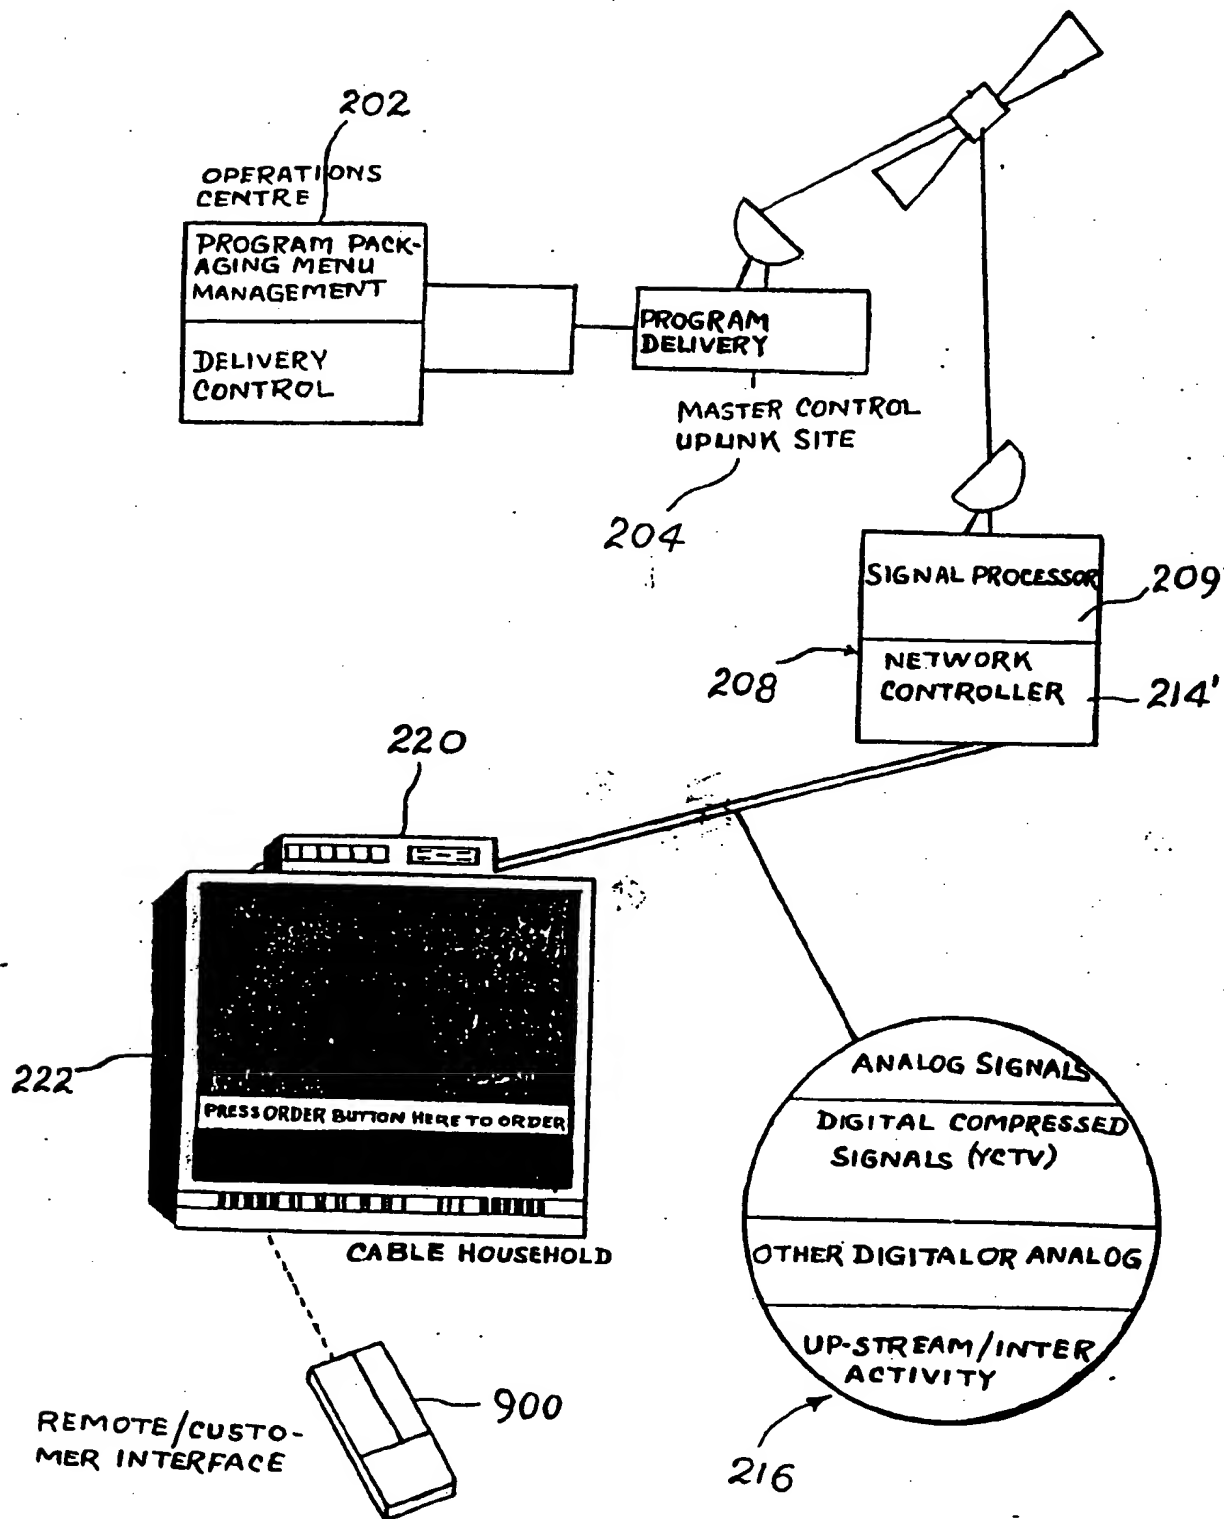 202
OPERATIONS
CENTRE
PROGRAM PACK-
AGING MENU
MANAGEMENT
DELIVERY
CONTROL
PROGRAM
DELIVERY
MASTER CONTROL
UPLINK SITE
204
SIGNAL PROCESSOR
209'
NETWORK
CONTROLLER
208
214'
220
222
PRESS ORDER BUTTON HERE TO ORDER
CABLE HOUSEHOLD
ANALOG SIGNALS
DIGITAL COMPRESSED
SIGNALS (YCTV)
OTHER DIGITAL OR ANALOG
UP-STREAM/INTER
ACTIVITY
216
900
REMOTE/CUSTO-
MER INTERFACE